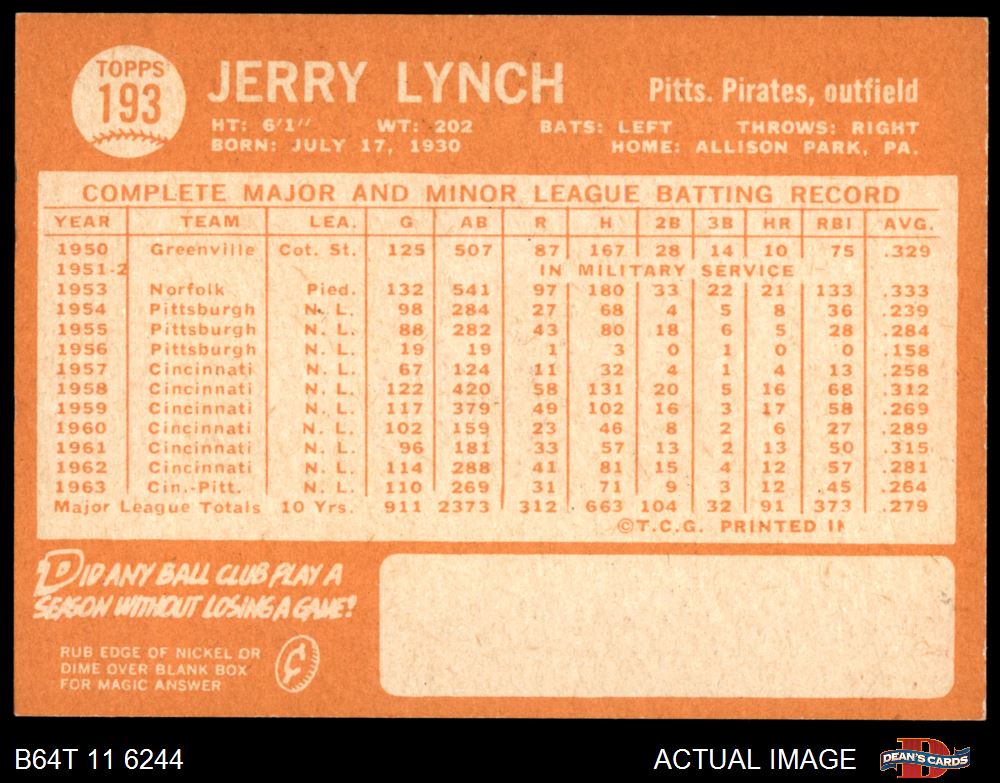 TOPPS
193
JERRY LYNCH
Pitts. Pirates, outfield
HT: 6'1" WT: 202 BATS: LEFT THROWS: RIGHT
BORN: JULY 17, 1930 HOME: ALLISON PARK, PA.
COMPLETE MAJOR AND MINOR LEAGUE BATTING RECORD
YEAR TEAM LEA. G AB R H 2B 3B HR RBI AVG.
1950 Greenville Cot. St. 125 507 87 167 28 14 10 75 .329
1951-2 IN MILITARY SERVICE
1953 Norfolk Pied. 132 541 97 180 33 22 21 133 .333
1954 Pittsburgh N. L. 98 284 27 68 4 5 8 36 .239
1955 Pittsburgh N. L. 88 282 43 80 18 6 5 28 .284
1956 Pittsburgh N. L. 19 19 1 3 0 1 0 0 .158
1957 Cincinnati N. L. 67 124 11 32 4 1 4 13 .258
1958 Cincinnati N. L. 122 420 58 131 20 5 16 68 .312
1959 Cincinnati N. L. 117 379 49 102 16 3 17 58 .269
1960 Cincinnati N. L. 102 159 23 46 8 2 6 27 .289
1961 Cincinnati N. L. 96 181 33 57 13 2 13 50 .315
1962 Cincinnati N. L. 114 288 41 81 15 4 12 57 .281
1963 Cin.-Pitt. N. L. 110 269 31 71 9 3 12 45 .264
Major League Totals 10 Yrs. 911 2373 312 663 104 32 91 373 .279
©T.C.G. PRINTED IN
DID ANY BALL CLUB PLAY A
SEASON WITHOUT LOSING A GAME?
RUB EDGE OF NICKEL OR
DIME OVER BLANK BOX
FOR MAGIC ANSWER
¢
B64T 11 6244
ACTUAL IMAGE
D
DEAN'S CARDS